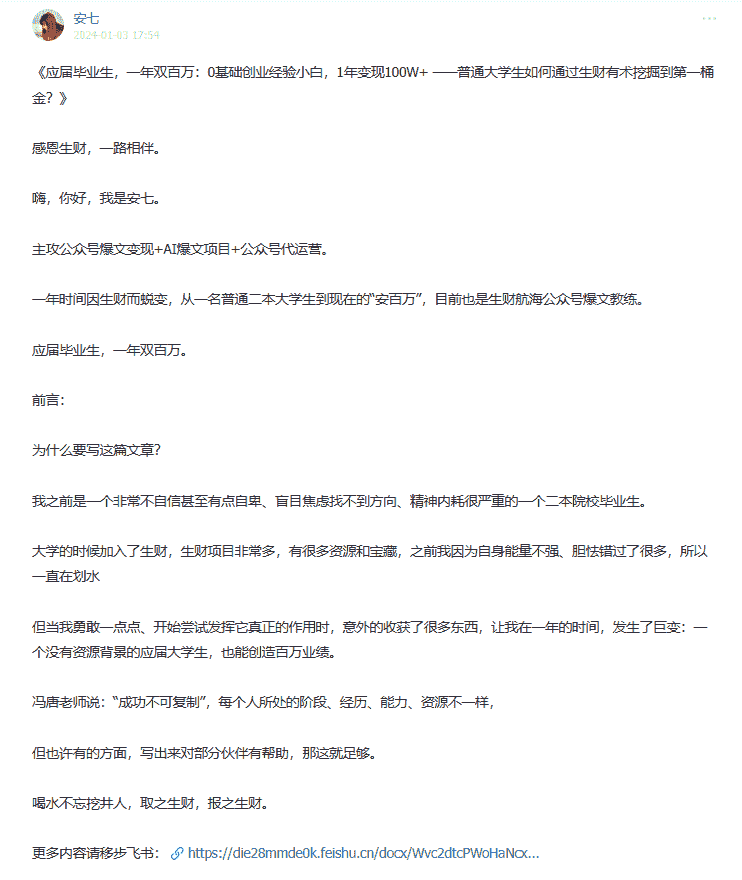 安七
2024-01-03 17:54
《应届毕业生，一年双百万：0基础创业经验小白，1年变现100W+ ——普通大学生如何通过生财有术挖掘到第一桶
金？》
感恩生财，一路相伴。
嗨，你好，我是安七。
主攻公众号爆文变现+AI爆文项目+公众号代运营。
一年时间因生财而蜕变，从一名普通二本大学生到现在的“安百万”，目前也是生财航海公众号爆文教练。
应届毕业生，一年双百万。
前言：
为什么要写这篇文章？
我之前是一个非常不自信甚至有点自卑、盲目焦虑找不到方向、精神内耗很严重的一个二本院校毕业生。
大学的时候加入了生财，生财项目非常多，有很多资源和宝藏，之前我因为自身能量不强、胆怯错过了很多，所以
一直在划水
但当我勇敢一点点、开始尝试发挥它真正的作用时，意外的收获了很多东西，让我在一年的时间，发生了巨变：一
个没有资源背景的应届大学生，也能创造百万业绩。
冯唐老师说：“成功不可复制”，每个人所处的阶段、经历、能力、资源不一样，
但也许有的方面，写出来对部分伙伴有帮助，那这就足够。
喝水不忘挖井人，取之生财，报之生财。
更多内容请移步飞书： https://die28mmde0k.feishu.cn/docx/Wvc2dtcPWoHaNcx...